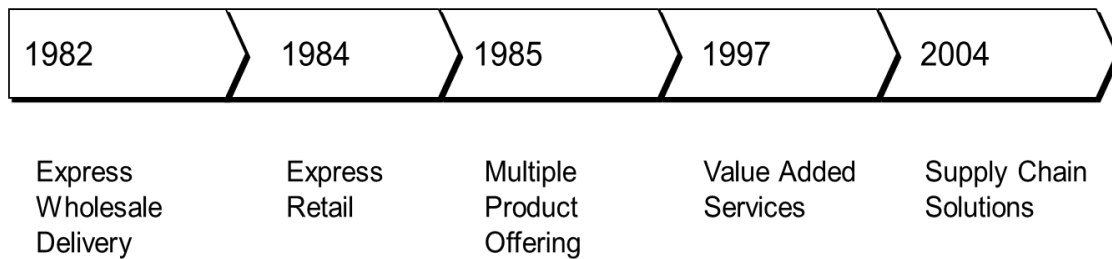 1982 1984 1985 1997 2004
Express Express Multiple Value Added Supply Chain
Wholesale Retail Product Services Solutions
Delivery Offering